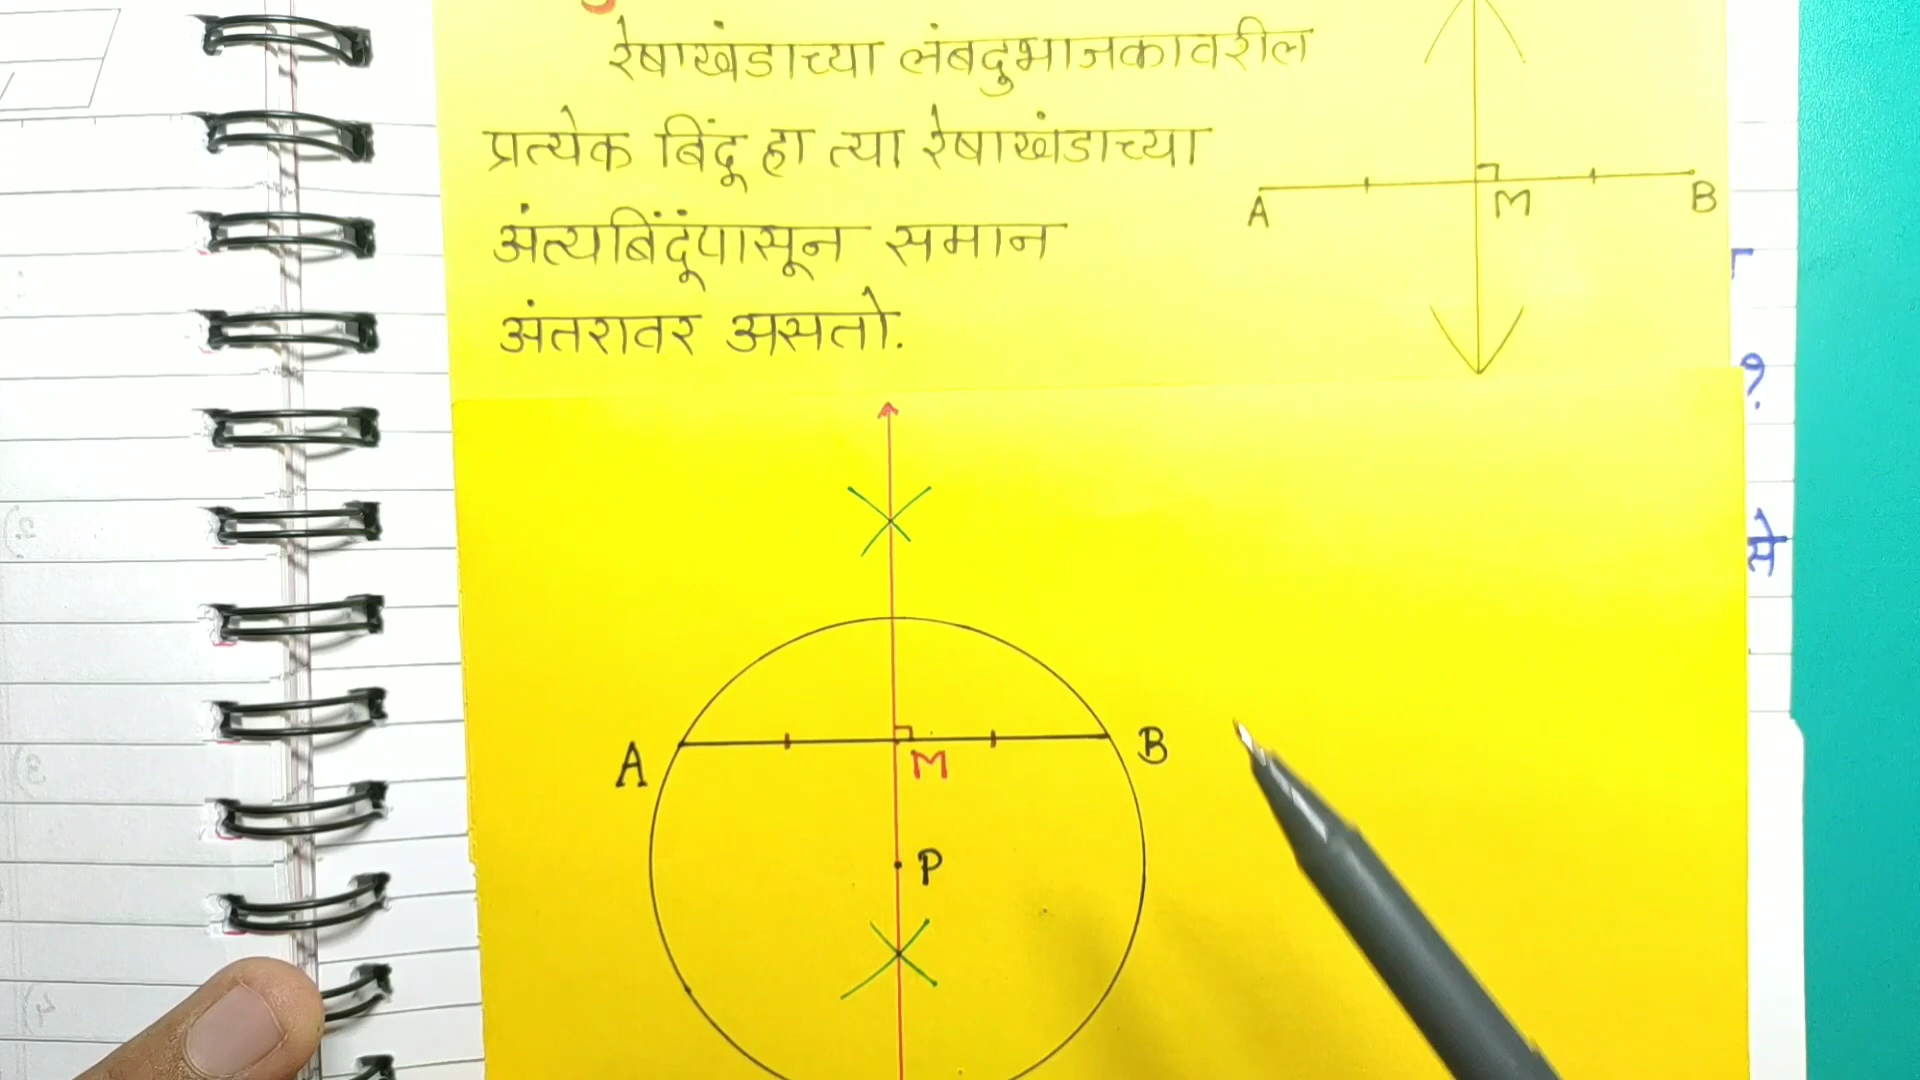 रेषाखंडाच्या लंबदुभाजकावरील
प्रत्येक बिंदू हा त्या रेषाखंडाच्या
अंत्यबिंदूंपासून समान
अंतरावर असतो.
A M B
?
से
A M B
P